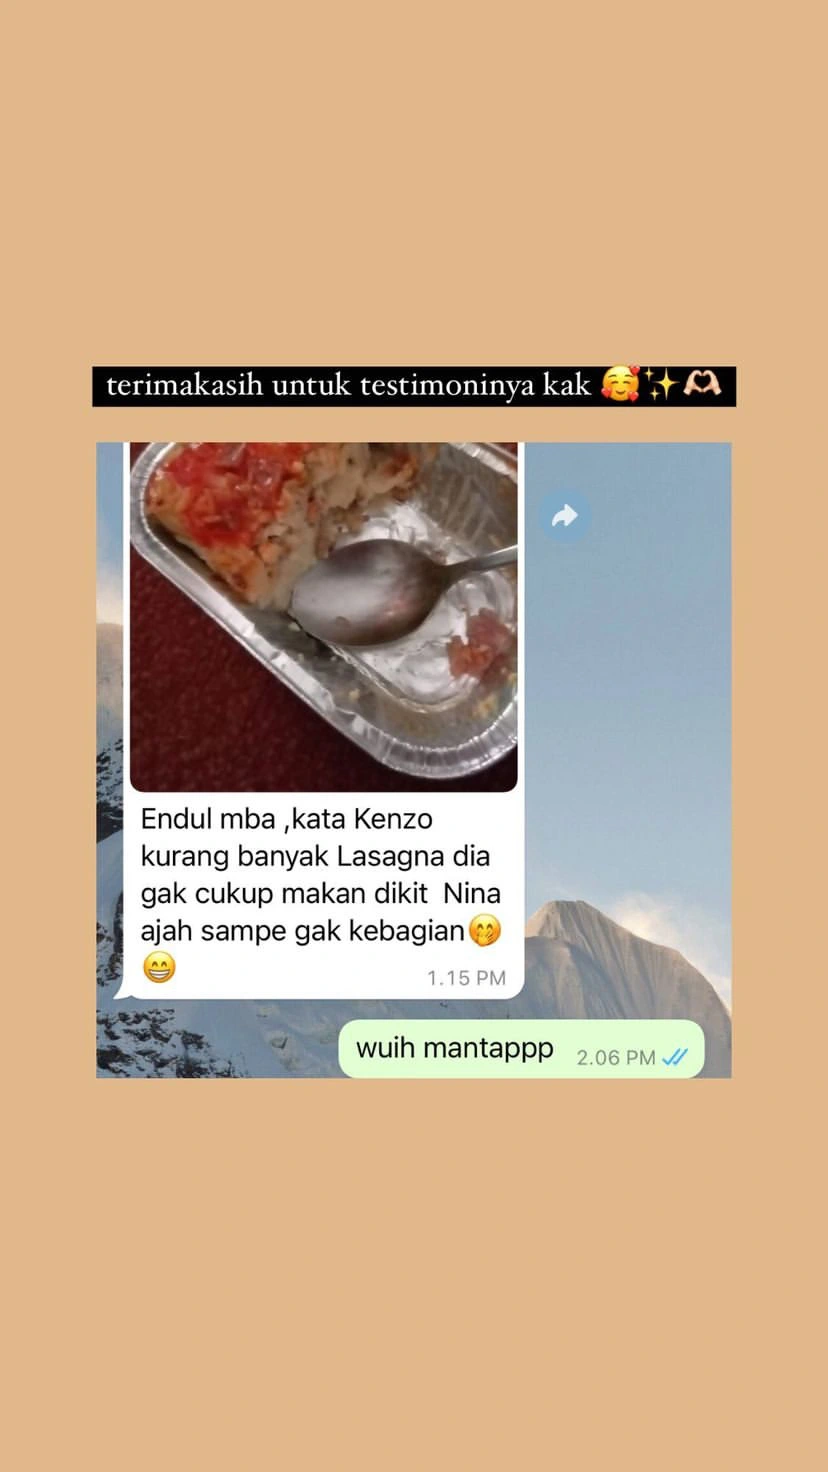 terimakasih untuk testimoninya kak 🥰✨🫶🏻
Endul mba ,kata Kenzo
kurang banyak Lasagna dia
gak cukup makan dikit  Nina
ajah sampe gak kebagian🤭
😁
1.15 PM
wuih mantappp
2.06 PM